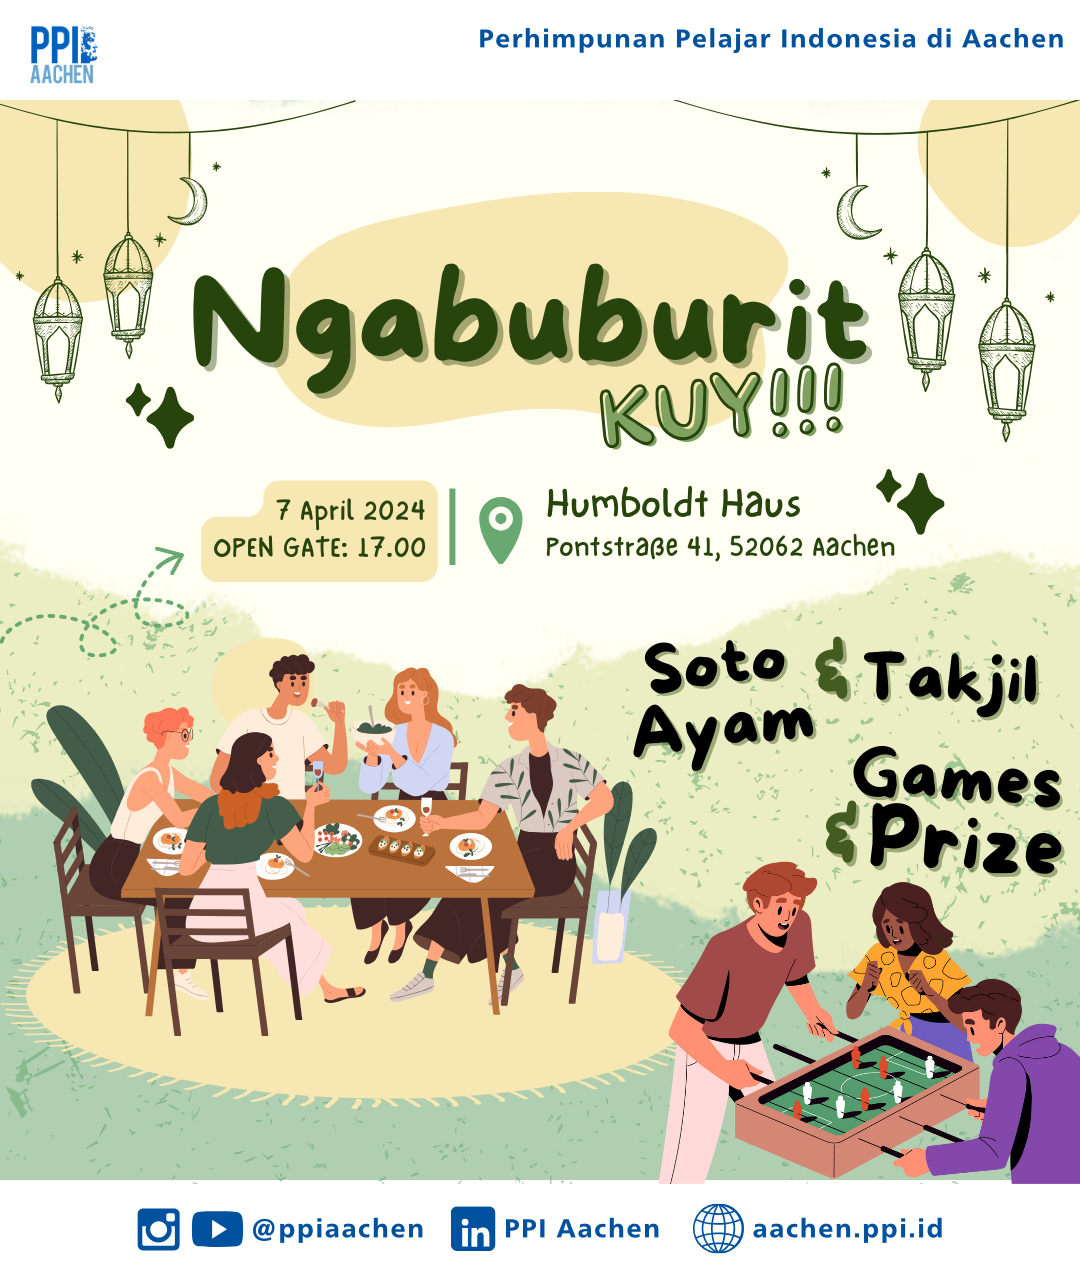 PPI
AACHEN
Perhimpunan Pelajar Indonesia di Aachen
Ngabuburit
KUY!!!
7 April 2024
OPEN GATE: 17.00
Humboldt Haus
Pontstraße 41, 52062 Aachen
Soto & Takjil
Ayam
Games
& Prize
@ppiaachen
in PPI Aachen
aachen.ppi.id